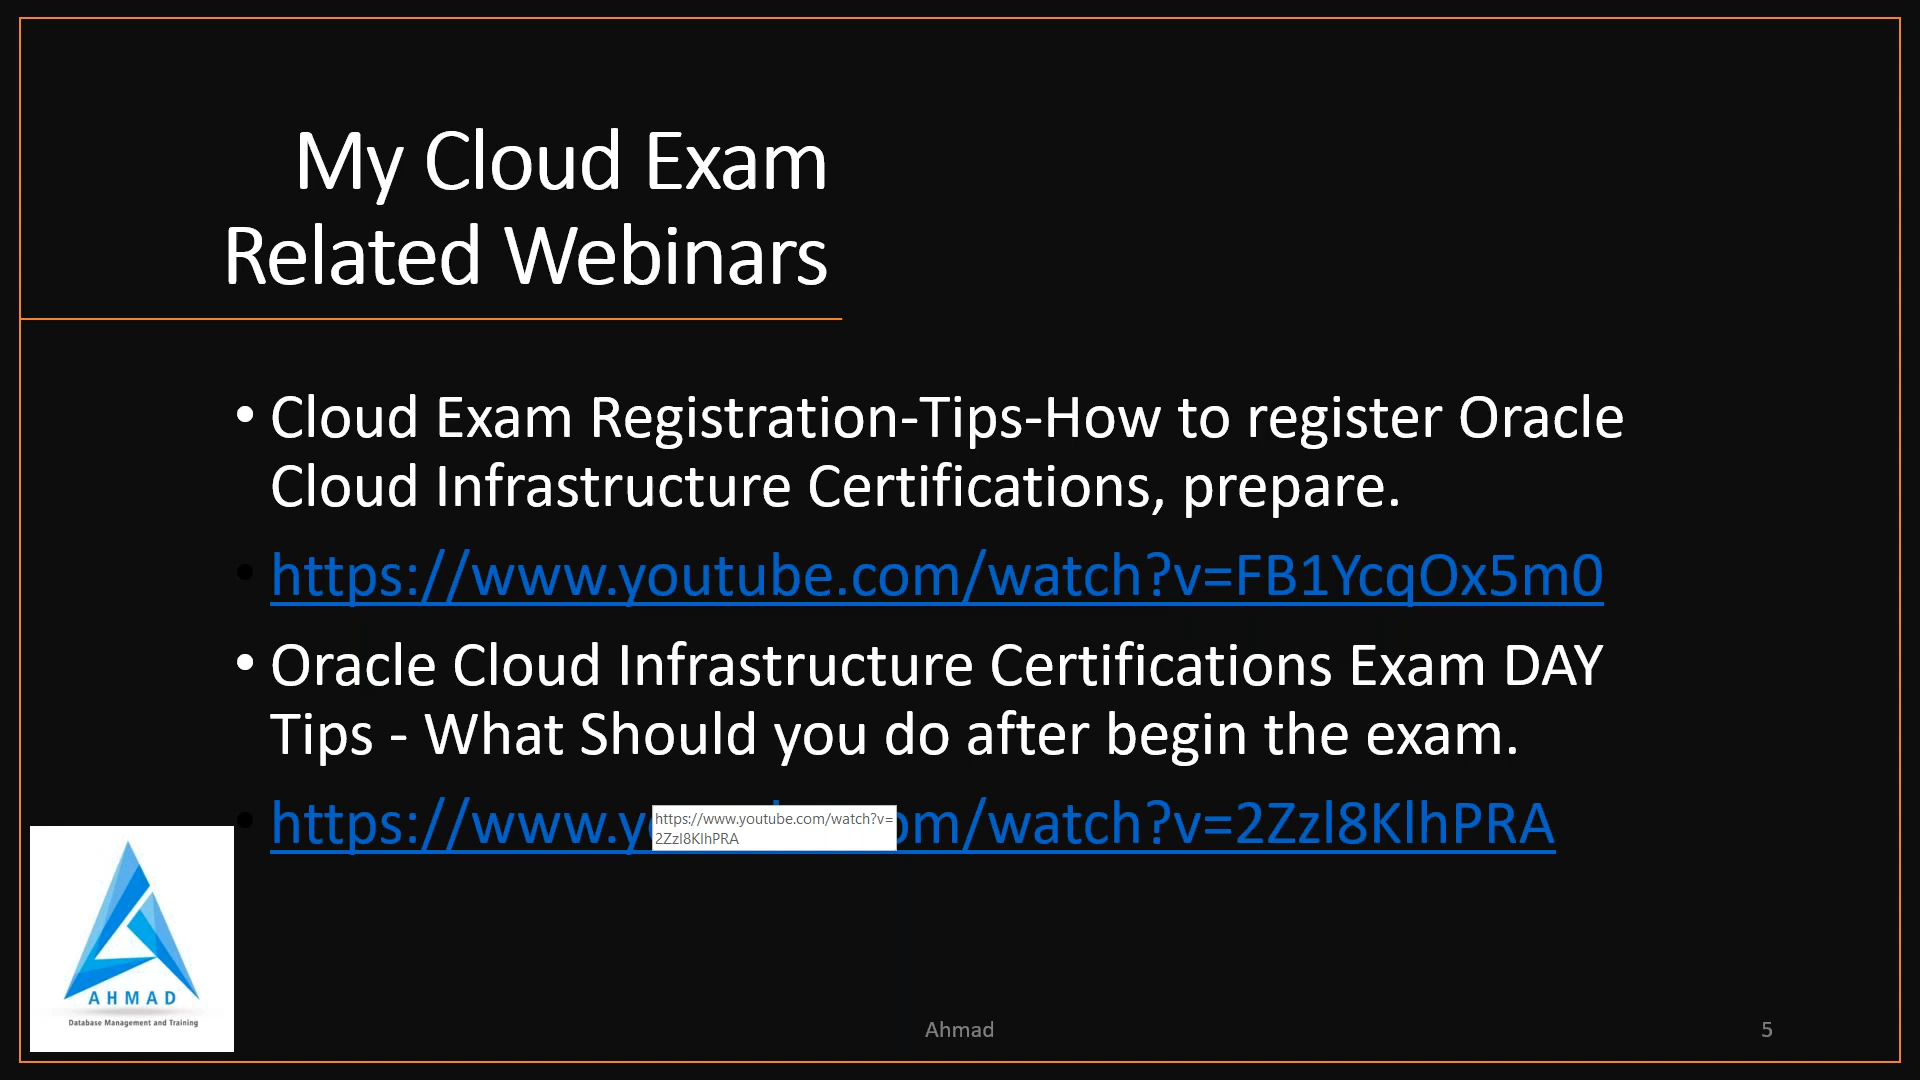 My Cloud Exam
Related Webinars
• Cloud Exam Registration-Tips-How to register Oracle
Cloud Infrastructure Certifications, prepare.
• https://www.youtube.com/watch?v=FB1YcqOx5m0
• Oracle Cloud Infrastructure Certifications Exam DAY
Tips - What Should you do after begin the exam.
• https://www.youtube.com/watch?v=2Zzl8KlhPRA
https://www.youtube.com/watch?v=
2Zzl8KlhPRA
AHMAD
Database Management and Training
Ahmad
5